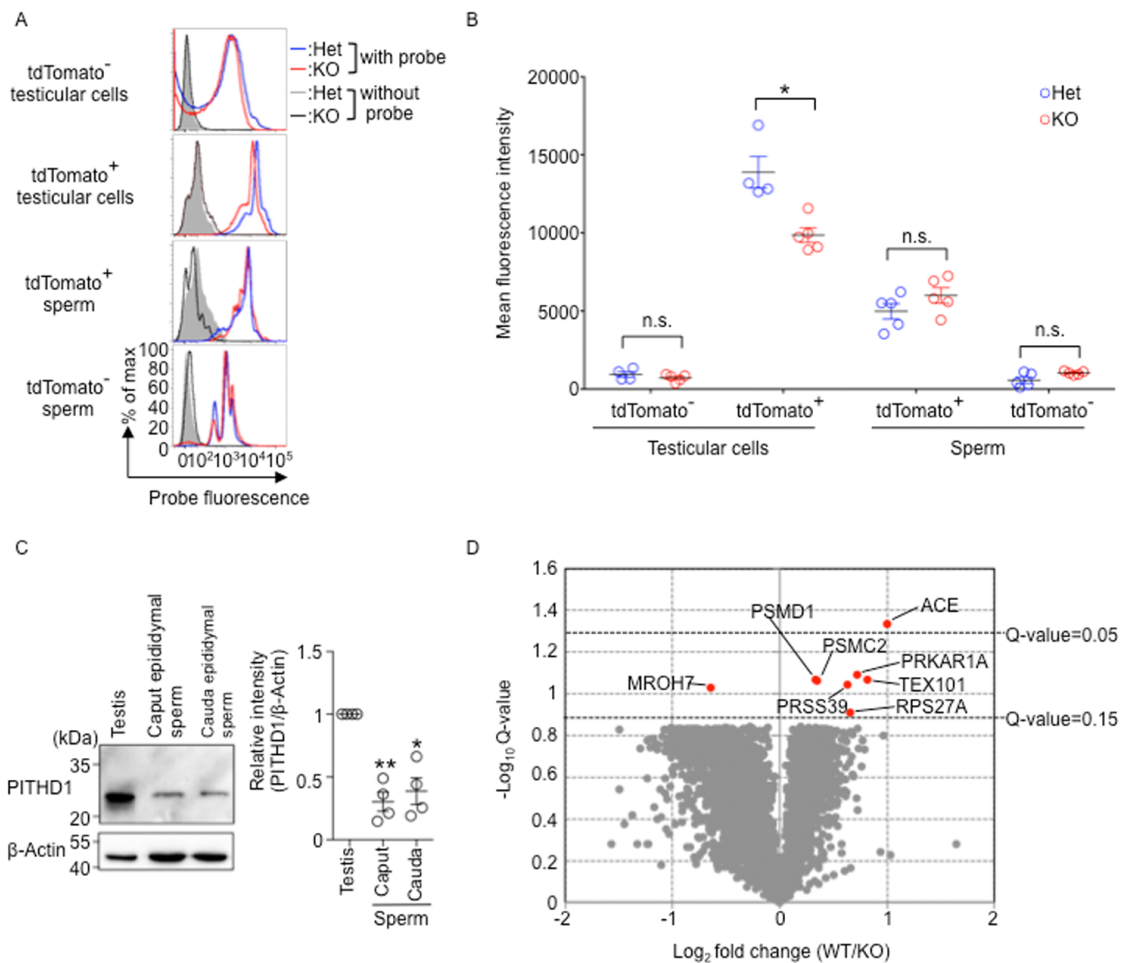 A
tdTomato-
testicular cells
:Het
:KO
with probe
:Het
:KO
without
probe
tdTomato+
testicular cells
tdTomato+
sperm
tdTomato-
sperm
% of max
100
80
60
40
20
0
0 10² 10³ 10⁴ 10⁵
Probe fluorescence
B
Mean fluorescence intensity
20000
15000
10000
5000
0
Het
KO
n.s.
*
n.s.
n.s.
tdTomato-
tdTomato+
tdTomato+
tdTomato-
Testicular cells
Sperm
C
Testis
Caput epididymal
sperm
Cauda epididymal
sperm
(kDa)
35
PITHD1
20
55
β-Actin
40
Relative intensity
(PITHD1/β-Actin)
1.5
1
0.5
0
**
*
Testis
Caput
Cauda
Sperm
D
-Log10 Q-value
1.6
1.4
1.2
1
0.8
0.6
0.4
0.2
0
ACE
Q-value=0.05
PSMD1
PSMC2
PRKAR1A
MROH7
TEX101
PRSS39
RPS27A
Q-value=0.15
-2
-1
0
1
2
Log2 fold change (WT/KO)